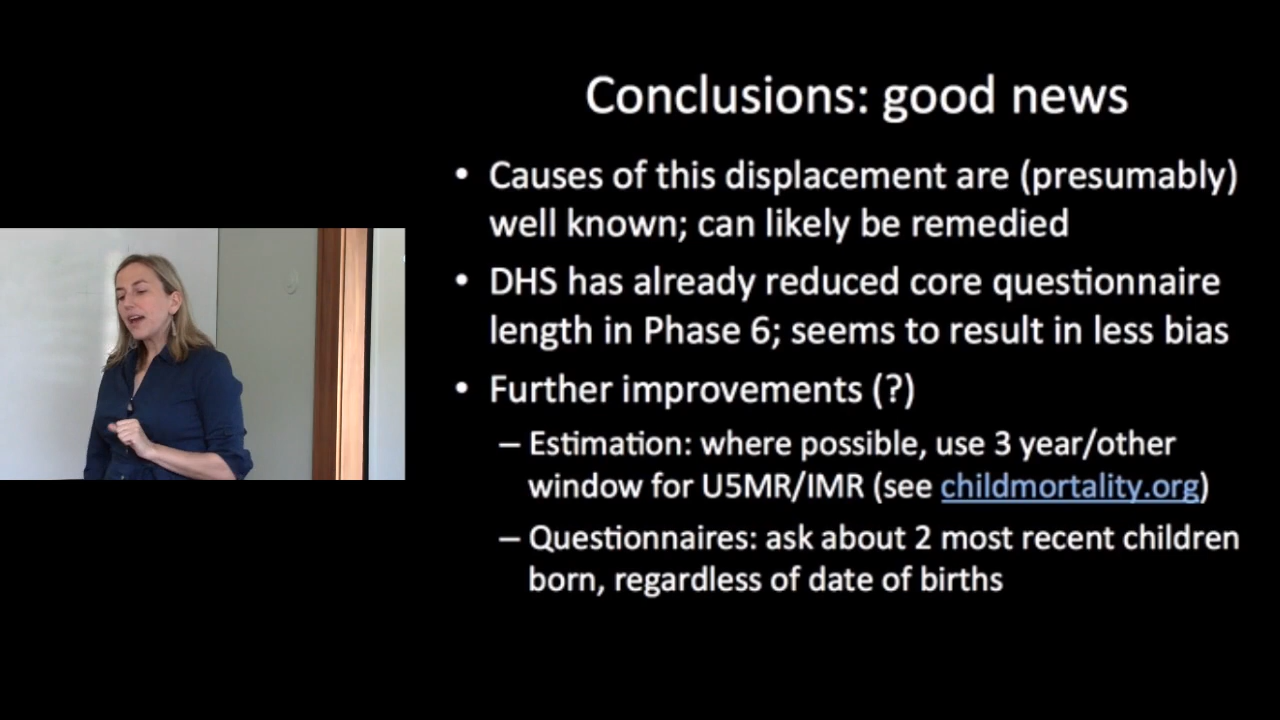 Conclusions: good news
• Causes of this displacement are (presumably)
well known; can likely be remedied
• DHS has already reduced core questionnaire
length in Phase 6; seems to result in less bias
• Further improvements (?)
– Estimation: where possible, use 3 year/other
window for U5MR/IMR (see childmortality.org)
– Questionnaires: ask about 2 most recent children
born, regardless of date of births